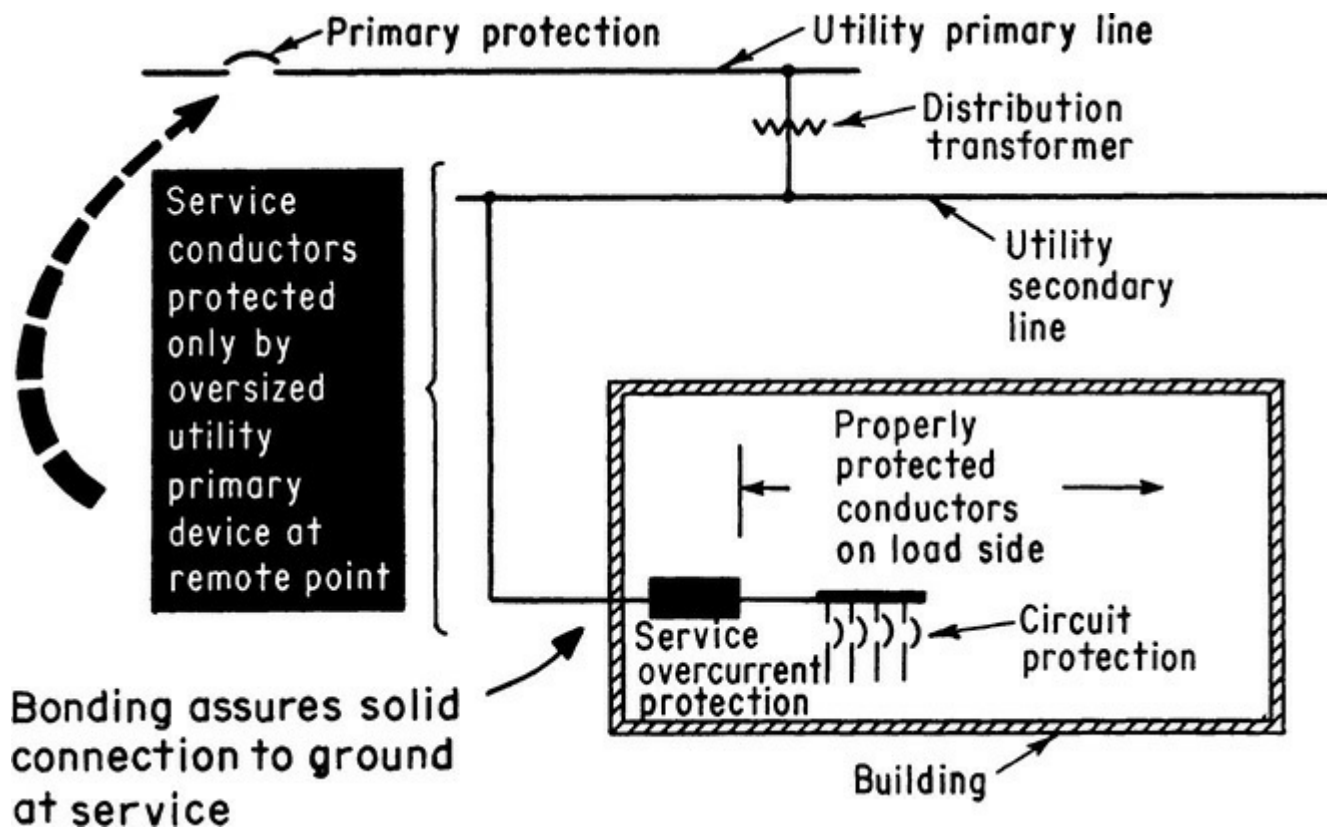 Primary protection
Utility primary line
Distribution
transformer
Service
conductors
protected
only by
oversized
utility
primary
device at
remote point
Utility
secondary
line
Properly
protected
conductors
on load side
Service
overcurrent
protection
Circuit
protection
Bonding assures solid
connection to ground
at service
Building